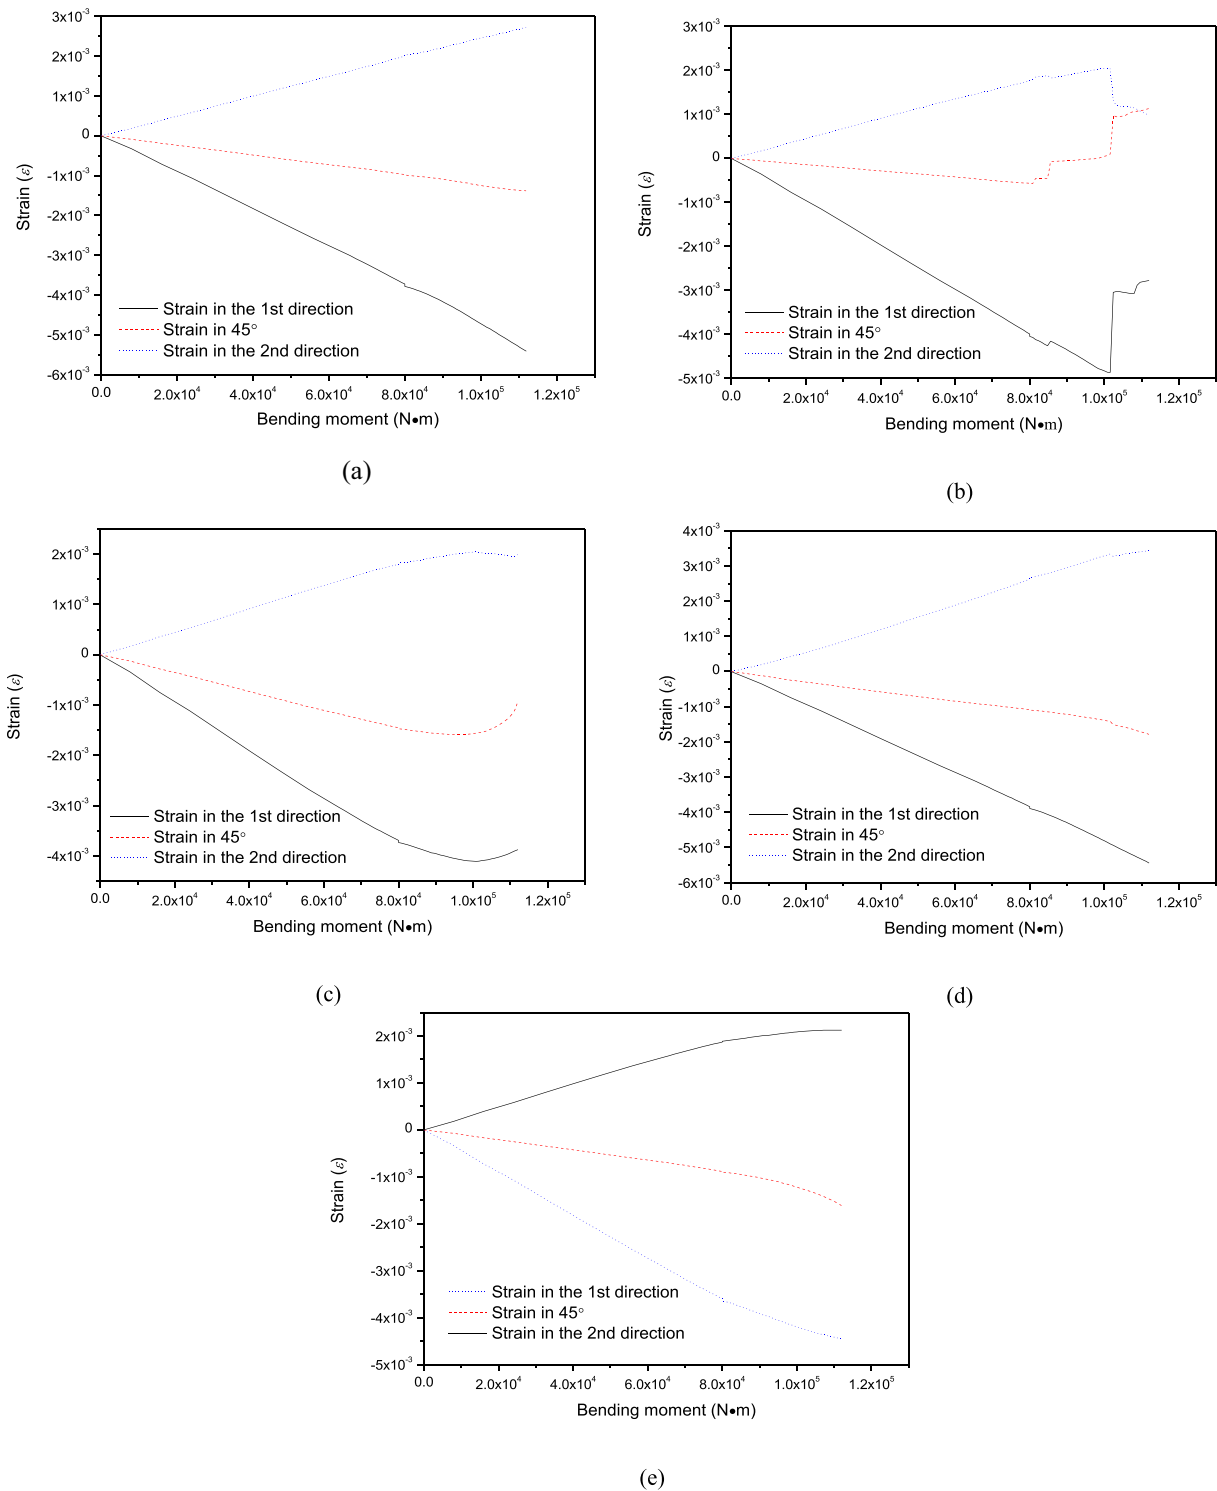 3x10⁻³
2x10⁻³
1x10⁻³
0
-1x10⁻³
-2x10⁻³
-3x10⁻³
-4x10⁻³
-5x10⁻³
-6x10⁻³
Strain (ε)
Strain in the 1st direction
Strain in 45°
Strain in the 2nd direction
0.0 2.0x10⁴ 4.0x10⁴ 6.0x10⁴ 8.0x10⁴ 1.0x10⁵ 1.2x10⁵
Bending moment (N•m)
(a)
3x10⁻³
2x10⁻³
1x10⁻³
0
-1x10⁻³
-2x10⁻³
-3x10⁻³
-4x10⁻³
-5x10⁻³
Strain (ε)
Strain in the 1st direction
Strain in 45°
Strain in the 2nd direction
0.0 2.0x10⁴ 4.0x10⁴ 6.0x10⁴ 8.0x10⁴ 1.0x10⁵ 1.2x10⁵
Bending moment (N•m)
(b)
2x10⁻³
1x10⁻³
0
-1x10⁻³
-2x10⁻³
-3x10⁻³
-4x10⁻³
Strain (ε)
Strain in the 1st direction
Strain in 45°
Strain in the 2nd direction
0.0 2.0x10⁴ 4.0x10⁴ 6.0x10⁴ 8.0x10⁴ 1.0x10⁵ 1.2x10⁵
Bending moment (N•m)
(c)
4x10⁻³
3x10⁻³
2x10⁻³
1x10⁻³
0
-1x10⁻³
-2x10⁻³
-3x10⁻³
-4x10⁻³
-5x10⁻³
-6x10⁻³
Strain (ε)
Strain in the 1st direction
Strain in 45°
Strain in the 2nd direction
0.0 2.0x10⁴ 4.0x10⁴ 6.0x10⁴ 8.0x10⁴ 1.0x10⁵ 1.2x10⁵
Bending moment (N•m)
(d)
2x10⁻³
1x10⁻³
0
-1x10⁻³
-2x10⁻³
-3x10⁻³
-4x10⁻³
-5x10⁻³
Strain (ε)
Strain in the 1st direction
Strain in 45°
Strain in the 2nd direction
0.0 2.0x10⁴ 4.0x10⁴ 6.0x10⁴ 8.0x10⁴ 1.0x10⁵ 1.2x10⁵
Bending moment (N•m)
(e)